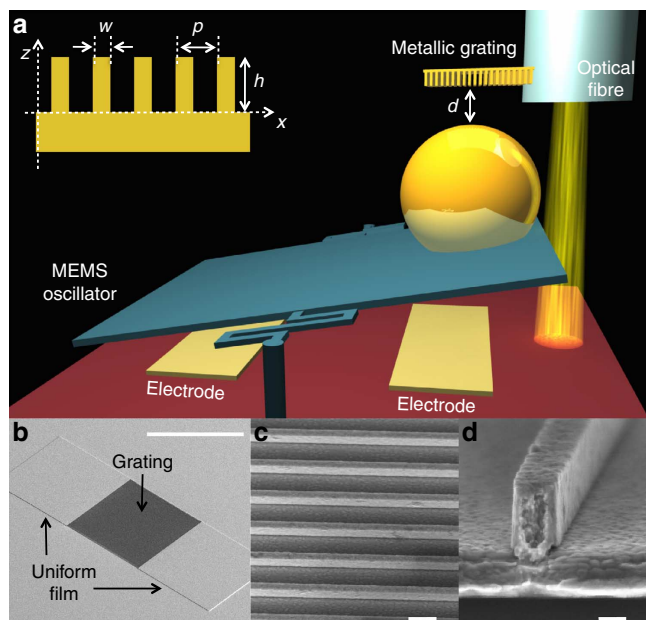 a
w
p
z
h
x
Metallic grating
d
Optical
fibre
MEMS
oscillator
Electrode
Electrode
b
Grating
Uniform
film
c
d